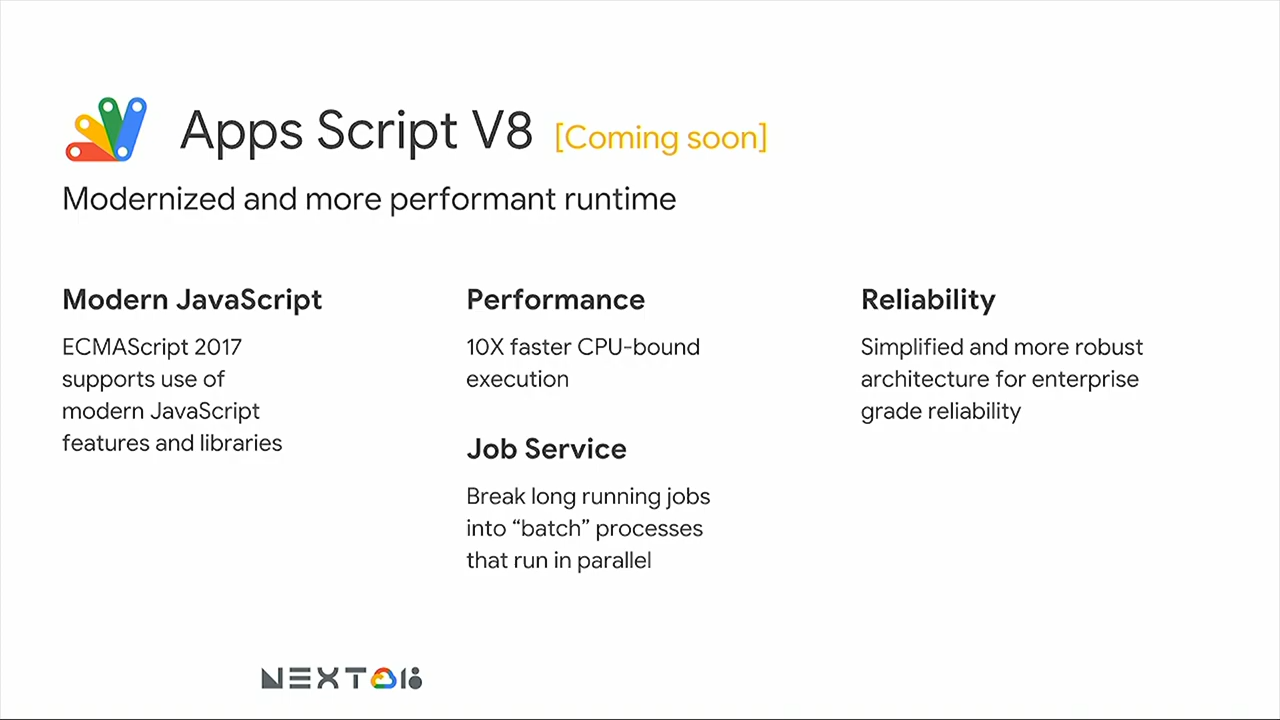 Apps Script V8 [Coming soon]
Modernized and more performant runtime
Modern JavaScript
ECMAScript 2017
supports use of
modern JavaScript
features and libraries
Performance
10X faster CPU-bound
execution
Job Service
Break long running jobs
into “batch” processes
that run in parallel
Reliability
Simplified and more robust
architecture for enterprise
grade reliability
NEXT 18